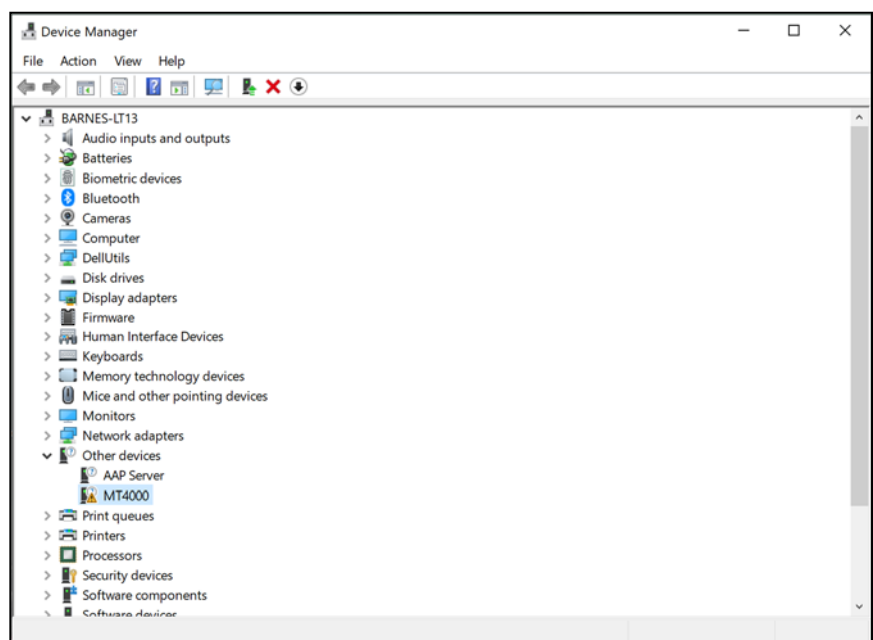 Device Manager
File Action View Help
BARNES-LT13
Audio inputs and outputs
Batteries
Biometric devices
Bluetooth
Cameras
Computer
DellUtils
Disk drives
Display adapters
Firmware
Human Interface Devices
Keyboards
Memory technology devices
Mice and other pointing devices
Monitors
Network adapters
Other devices
AAP Server
MT4000
Print queues
Printers
Processors
Security devices
Software components
Software devices